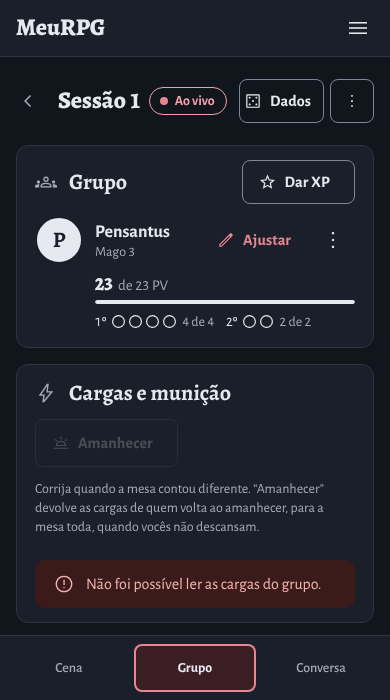 MeuRPG
Sessão 1
Ao vivo
Dados
Grupo
Dar XP
P
Pensantus
Mago 3
Ajustar
23 de 23 PV
1º 4 de 4 2º 2 de 2
Cargas e munição
Amanhecer
Corrija quando a mesa contou diferente. “Amanhecer”
devolve as cargas de quem volta ao amanhecer, para a
mesa toda, quando vocês não descansam.
Não foi possível ler as cargas do grupo.
Cena
Grupo
Conversa